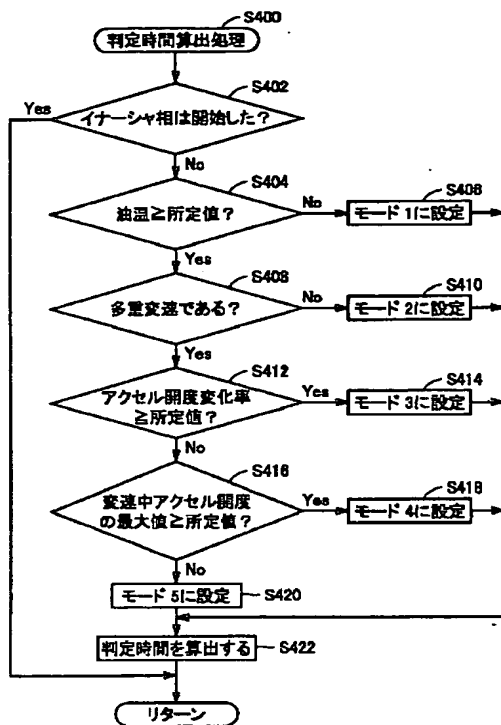 S400
判定時間算出処理
S402
Yes
イナーシャ相は開始した?
No
S404
S406
油温≧所定値?
No
モード 1に設定
Yes
S408
S410
多重変速である?
No
モード 2に設定
Yes
S412
S414
アクセル開度変化率
≧所定値?
Yes
モード 3に設定
No
S416
S418
変速中アクセル開度
の最大値≧所定値?
Yes
モード 4に設定
No
モード 5に設定
S420
判定時間を算出する
S422
リターン